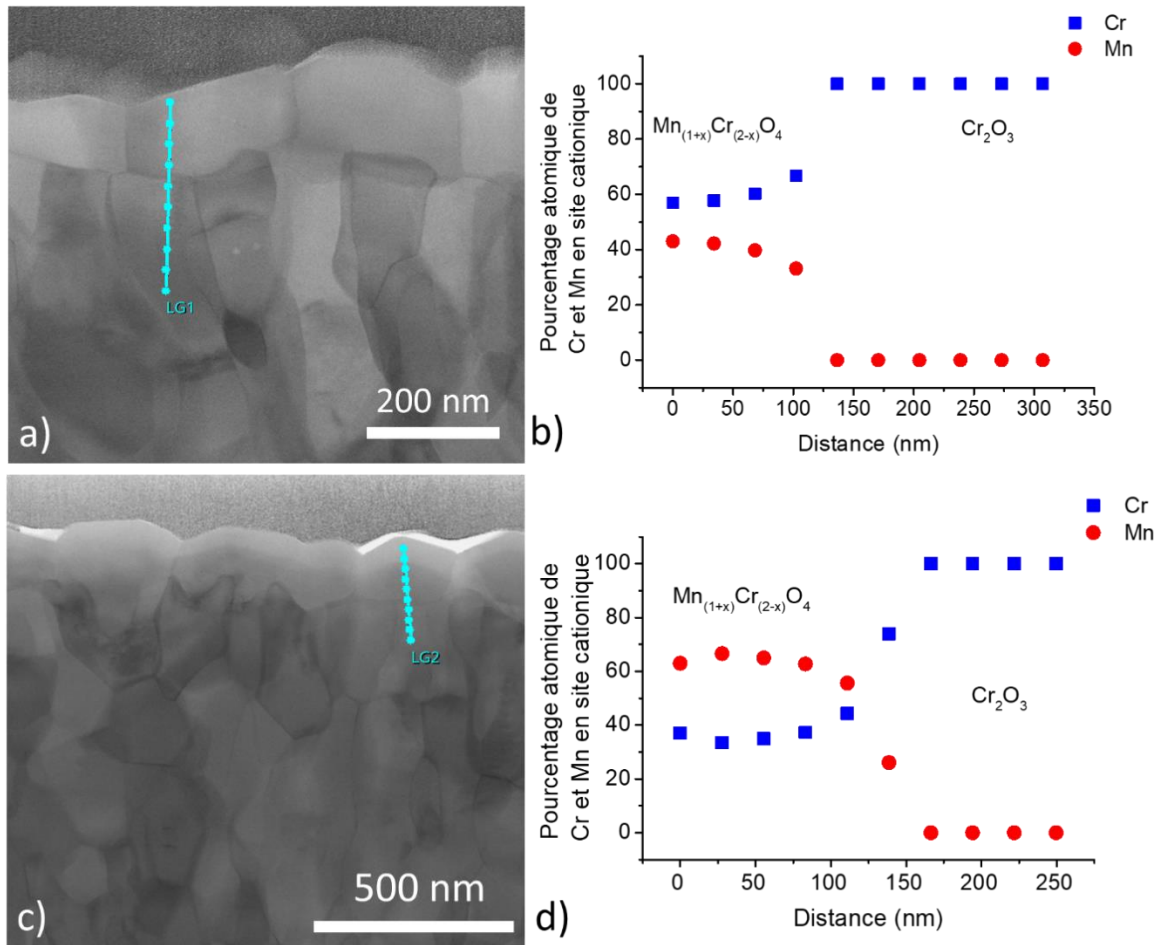 LG1
200 nm
a)
Cr
Mn
Pourcentage atomique de
Cr et Mn en site cationique
100
80
60
40
20
0
Mn(1+x)Cr(2-x)O4
Cr2O3
0 50 100 150 200 250 300 350
Distance (nm)
b)
LG2
500 nm
c)
Cr
Mn
Pourcentage atomique de
Cr et Mn en site cationique
100
80
60
40
20
0
Mn(1+x)Cr(2-x)O4
Cr2O3
0 50 100 150 200 250
Distance (nm)
d)